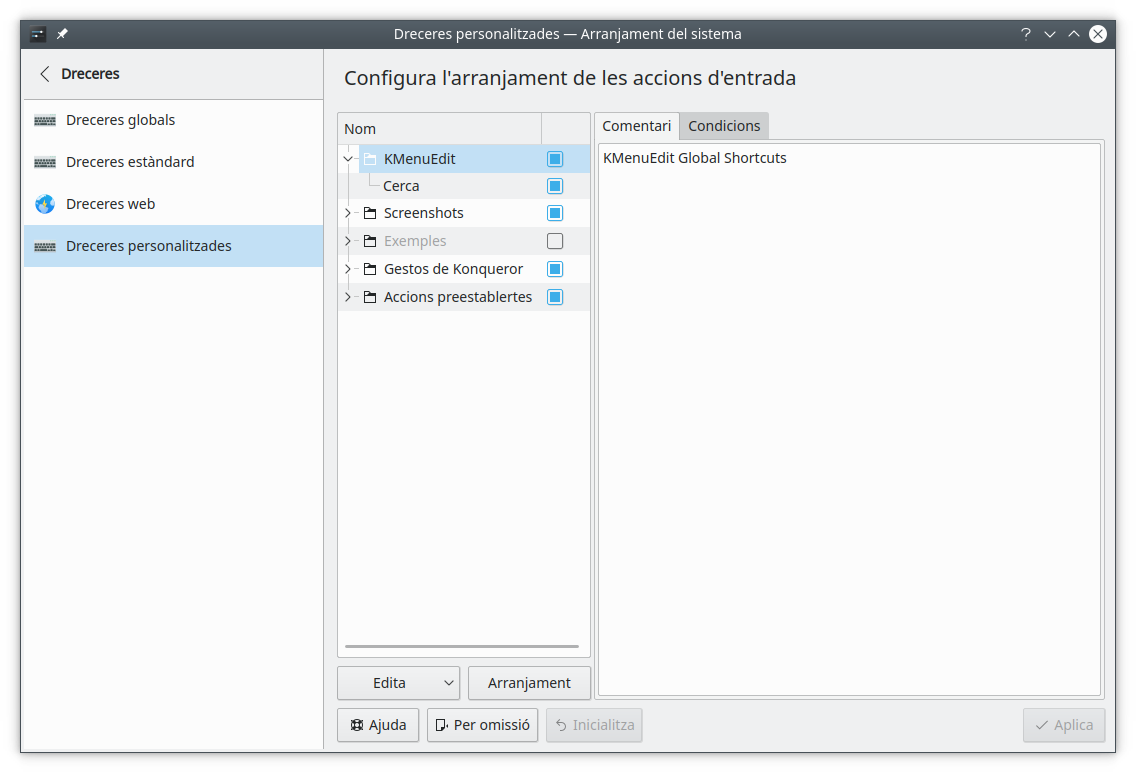 Dreceres personalitzades — Arranjament del sistema
Dreceres
Dreceres globals
Dreceres estàndard
Dreceres web
Dreceres personalitzades
Configura l'arranjament de les accions d'entrada
Nom
KMenuEdit
Cerca
Screenshots
Exemples
Gestos de Konqueror
Accions preestablertes
Comentari
Condicions
KMenuEdit Global Shortcuts
Edita
Arranjament
Ajuda
Per omissió
Inicialitza
Aplica